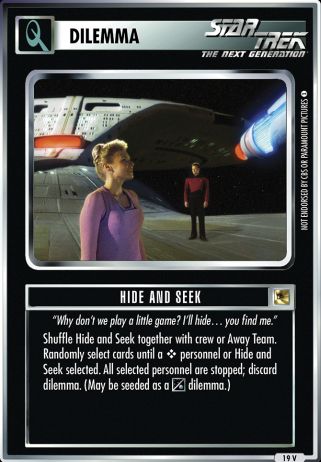 DILEMMA
STAR TREK
THE NEXT GENERATION
NOT ENDORSED BY CBS OR PARAMOUNT PICTURES
HIDE AND SEEK
"Why don't we play a little game? I'll hide… you find me."
Shuffle Hide and Seek together with crew or Away Team.
Randomly select cards until a ❖ personnel or Hide and
Seek selected. All selected personnel are stopped; discard
dilemma. (May be seeded as a Q dilemma.)
19 V